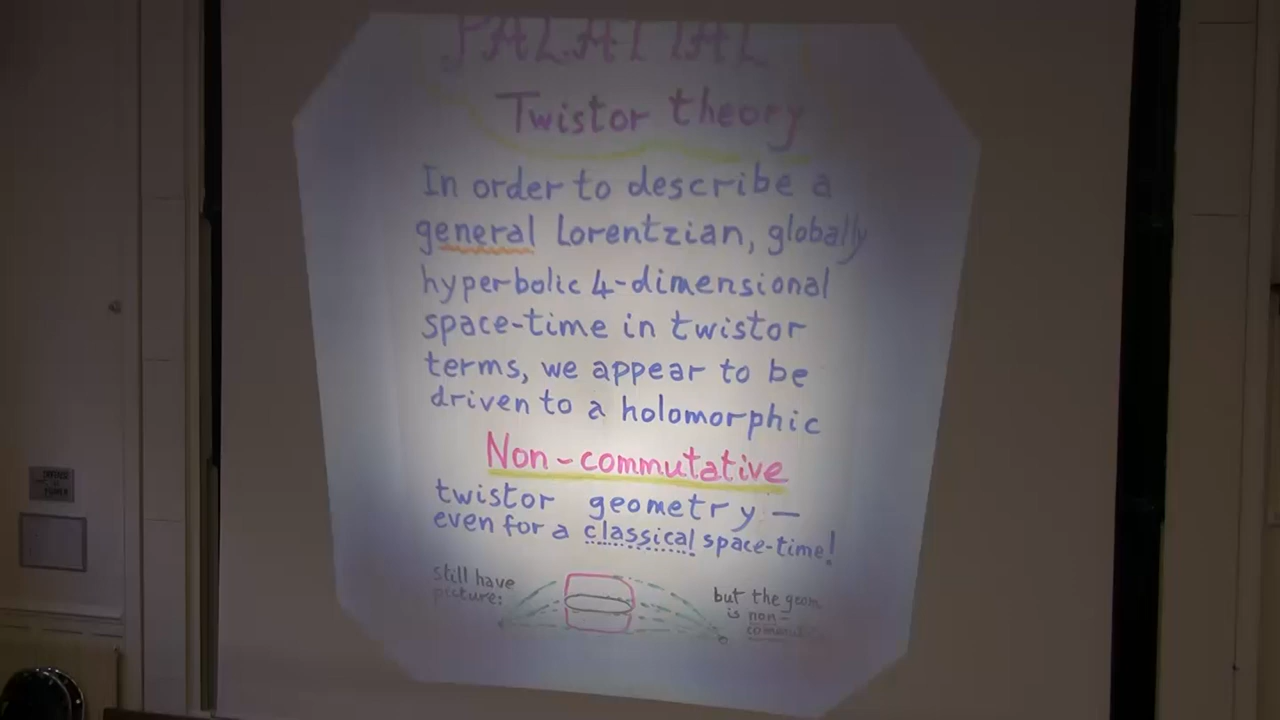 PALATIAL
Twistor theory
In order to describe a
general Lorentzian, globally
hyperbolic 4-dimensional
space-time in twistor
terms, we appear to be
driven to a holomorphic
Non-commutative
twistor geometry —
even for a classical space-time!
still have
picture:
but the geom
is non-